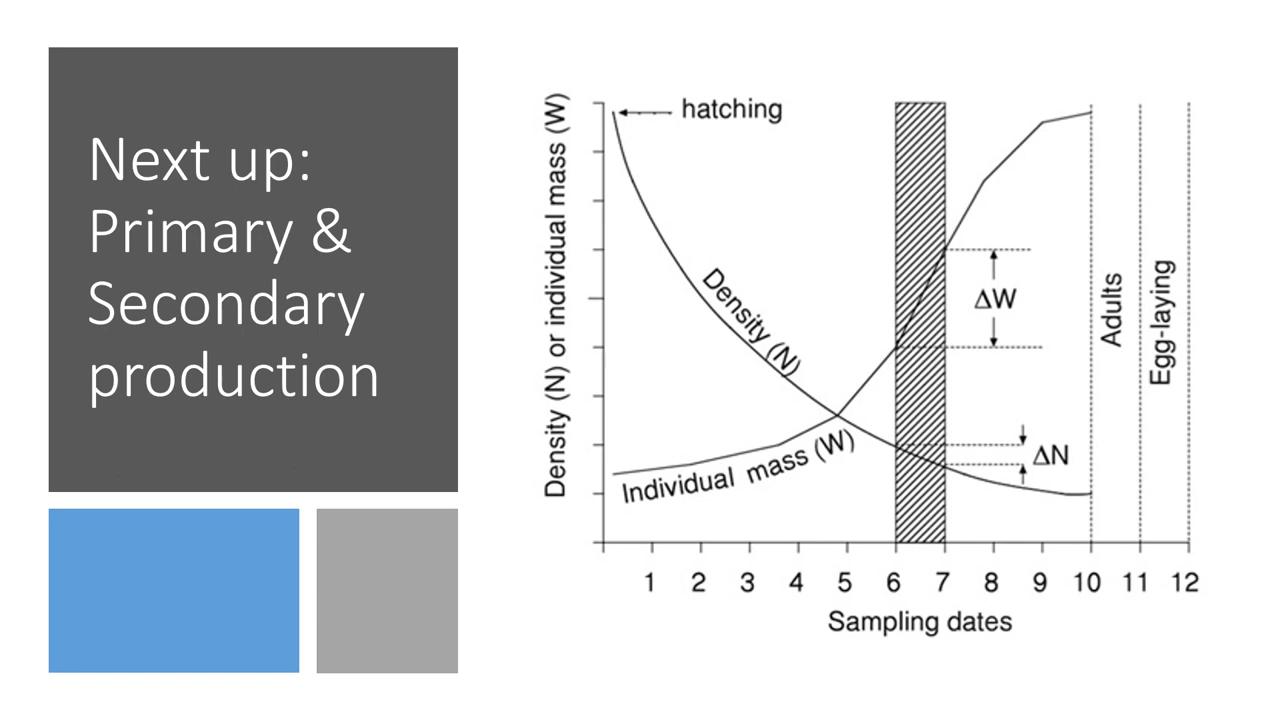 Next up:
Primary &
Secondary
production
Density (N) or individual mass (W)
hatching
Density (N)
Individual mass (W)
ΔW
ΔN
Adults
Egg-laying
1 2 3 4 5 6 7 8 9 10 11 12
Sampling dates